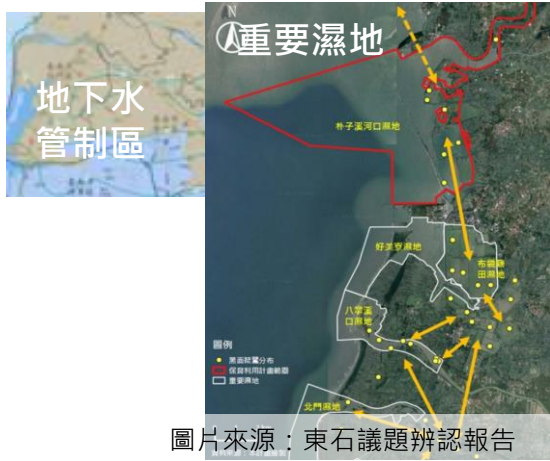 地下水
管制區
N
重要濕地
朴子溪河口濕地
好美寮濕地
布袋鹽
田濕地
八掌溪
口濕地
圖例
黑面琵鷺分布
保育利用計畫範圍
重要濕地
北門濕地
圖片來源：東石議題辨認報告